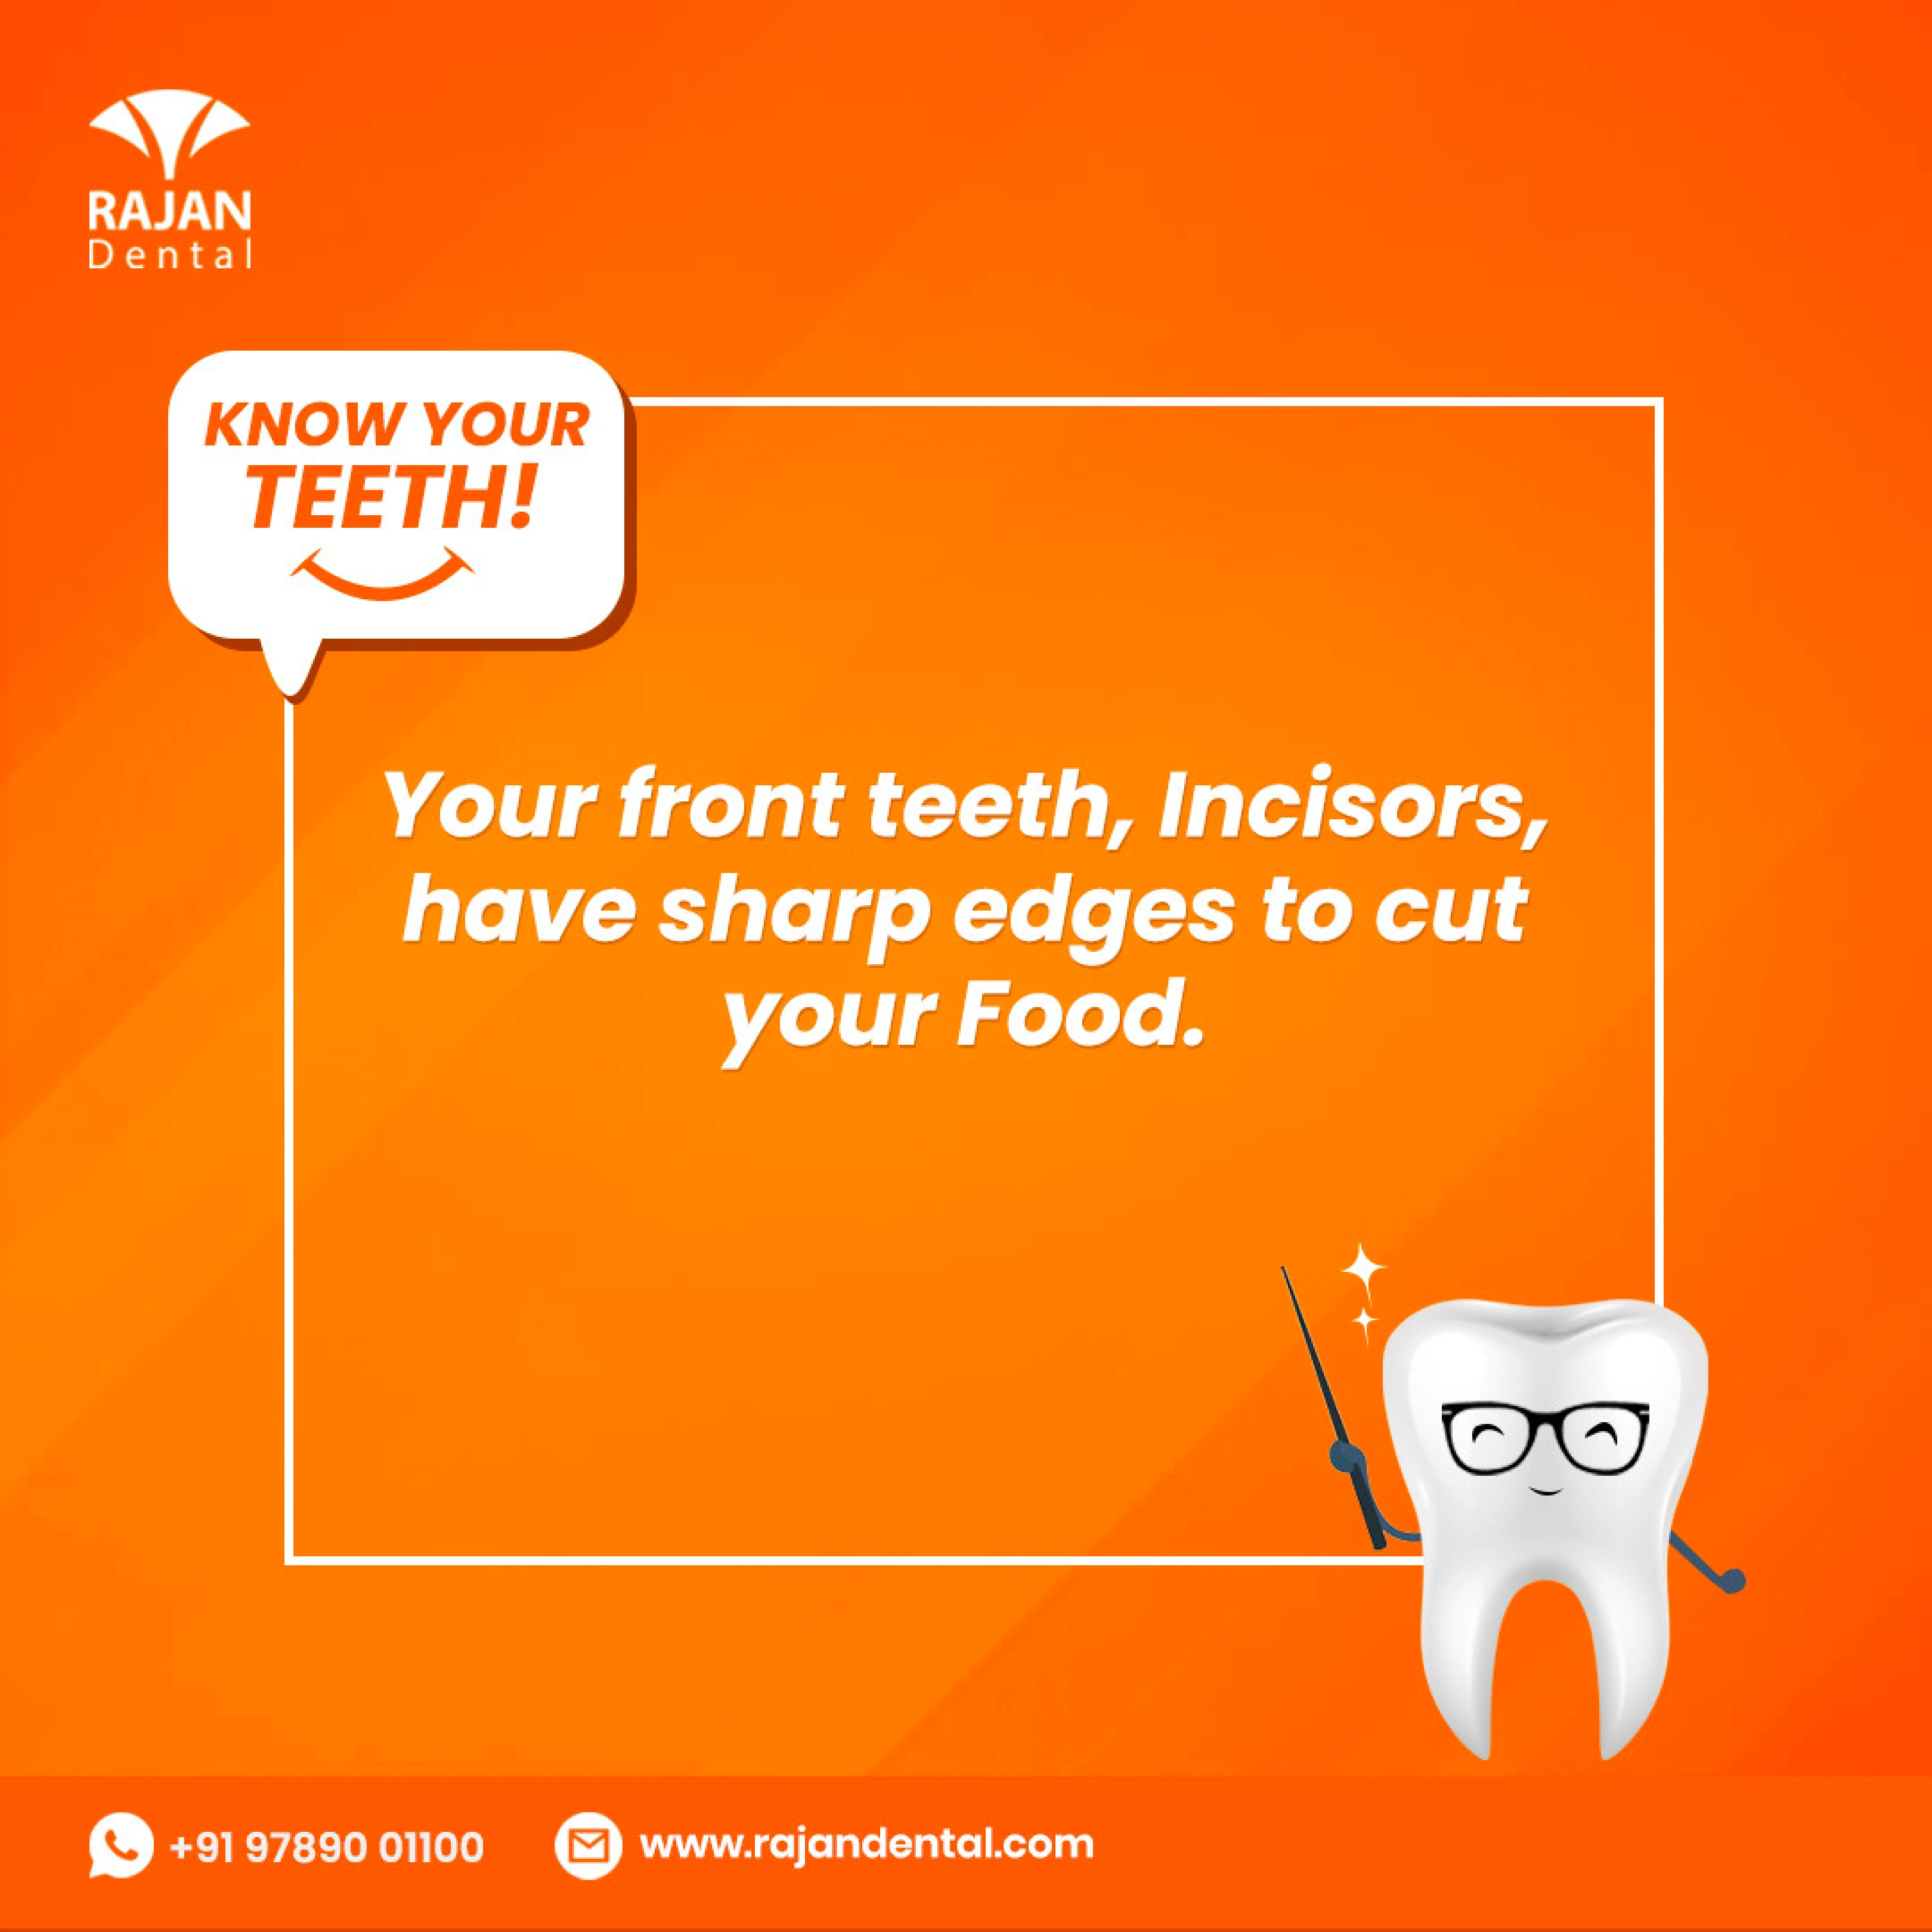 RAJAN
Dental
KNOW YOUR
TEETH!
Your front teeth, Incisors,
have sharp edges to cut
your Food.
+91 97890 01100
www.rajandental.com